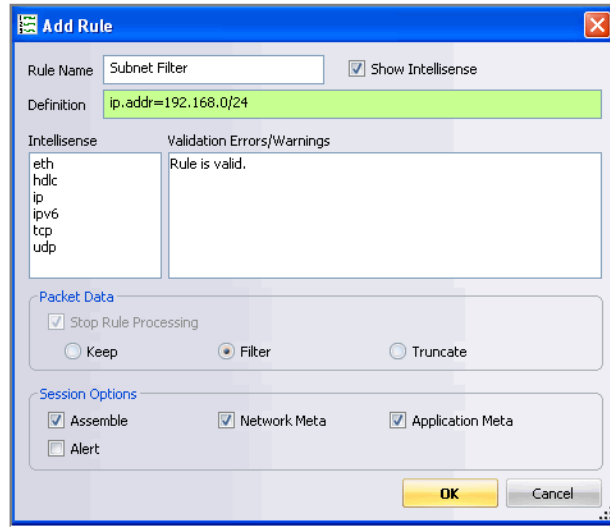 Add Rule
Rule Name Subnet Filter Show Intellisense
Definition ip.addr=192.168.0/24
Intellisense Validation Errors/Warnings
eth Rule is valid.
hdlc
ip
ipv6
tcp
udp
Packet Data
Stop Rule Processing
Keep Filter Truncate
Session Options
Assemble Network Meta Application Meta
Alert
OK Cancel